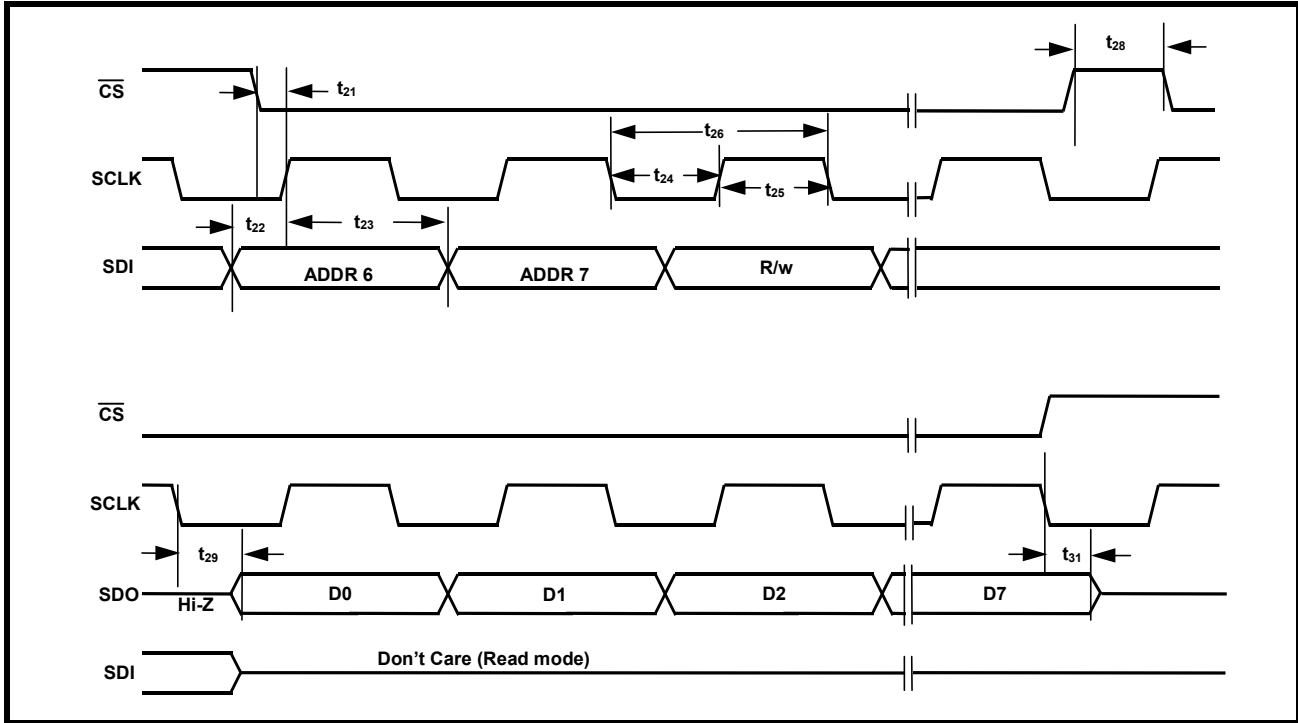 t28
CS
t21
t26
SCLK
t24
t25
t22
t23
SDI
ADDR 6
ADDR 7
R/w
CS
SCLK
t29
t31
SDO
Hi-Z
D0
D1
D2
D7
Don't Care (Read mode)
SDI